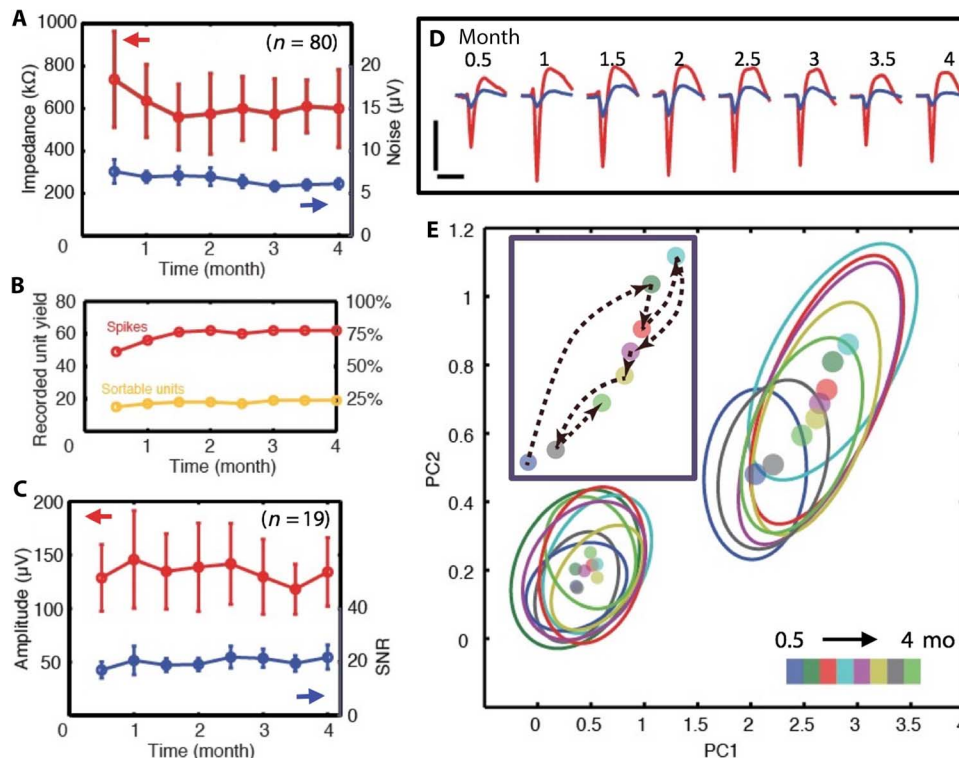 A
1000
800
600
400
200
0
Impedance (kΩ)
(n = 80)
20
15
10
5
0
Noise (μV)
1
2
3
4
Time (month)
B
80
60
40
20
0
Recorded unit yield
Spikes
Sortable units
100%
75%
50%
25%
1
2
3
4
Time (month)
C
200
150
100
50
0
Amplitude (μV)
(n = 19)
40
20
0
SNR
1
2
3
4
Time (month)
D Month
0.5 1 1.5 2 2.5 3 3.5 4
E
1.2
1
0.8
0.6
0.4
0.2
0
PC2
0.5 4 mo
0 0.5 1 1.5 2 2.5 3 3.5 4
PC1